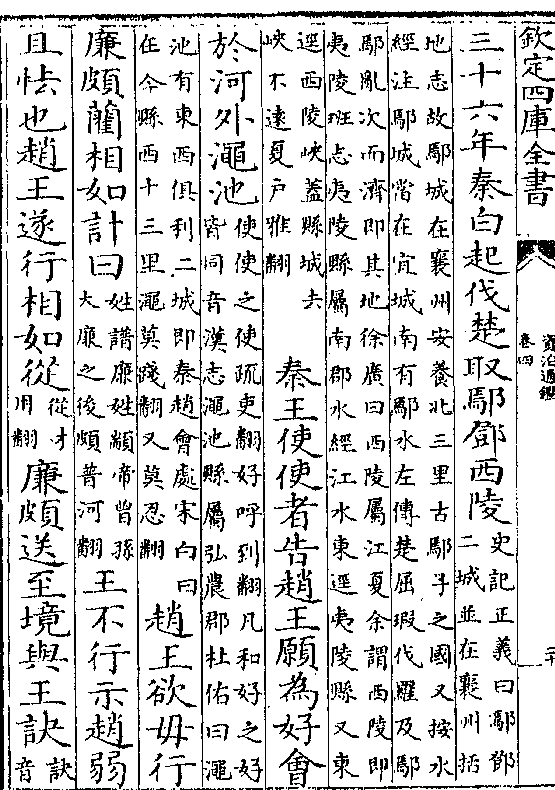 欽定四庫全書
資治通鑑
卷四
三十六年秦白起伐楚取鄢鄧西陵
史記正義曰鄢鄧
二城並在襄州括
地志故鄢城在襄州安養北三里古鄢子之國又按水
經注鄢城當在宜城南有鄢水左傳楚屈瑕伐羅及鄢
鄢亂次而濟即其地徐廣曰西陵屬江夏余謂西陵即
夷陵班志夷陵縣屬南郡水經江水東逕夷陵縣又東
逕西陵峽蓋縣城去
峽不遠夏戶雅翻
秦王使使者告趙王願為好會
於河外澠池
使使之使疏吏翻好呼到翻凡和好之好
皆同音漢志澠池縣屬弘農郡杜佑曰澠
池有東西俱利二城即秦趙會處宋白曰
任今縣西十三里澠莫踐翻又莫忍翻
趙王欲毋行
廉頗藺相如計曰
姓譜廉姓顓帝曾孫
大廉之後頗普河翻
王不行示趙弱
且怯也趙王遂行相如從
從才
用翻
廉頗送至境與王訣
訣
音